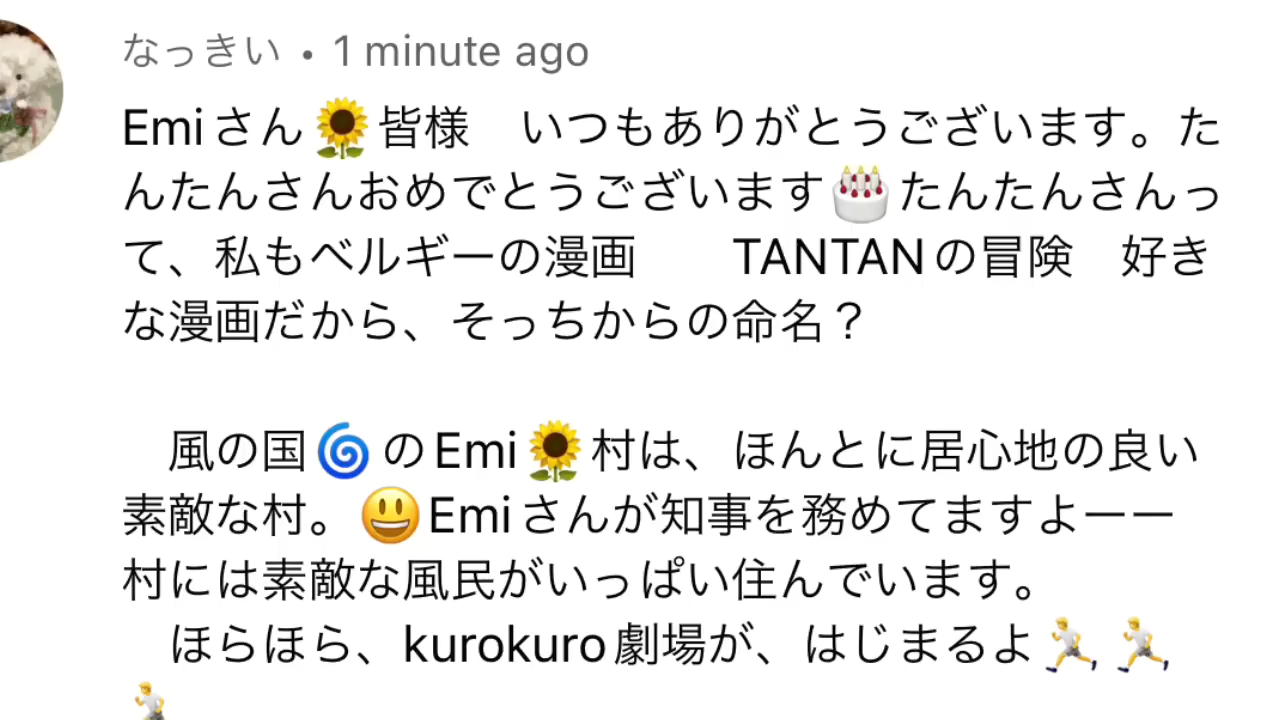 なっきい • 1 minute ago
Emiさん🌻皆様　いつもありがとうございます。た
んたんさんおめでとうございます🎂たんたんさんっ
て、私もベルギーの漫画　　TANTANの冒険　好き
な漫画だから、そっちからの命名？
　風の国🌀のEmi🌻村は、ほんとに居心地の良い
素敵な村。😃Emiさんが知事を務めてますよーー
村には素敵な風民がいっぱい住んでいます。
　ほらほら、kurokuro劇場が、はじまるよ🏃🏃
🏃